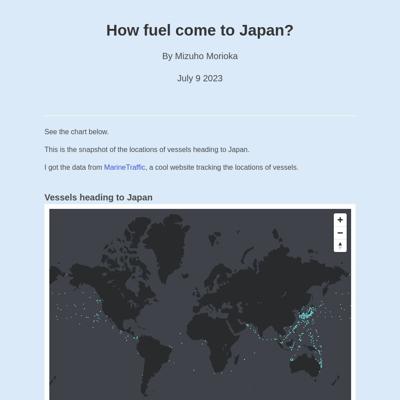 How fuel come to Japan?
By Mizuho Morioka
July 9 2023
See the chart below.
This is the snapshot of the locations of vessels heading to Japan.
I got the data from MarineTraffic, a cool website tracking the locations of vessels.
Vessels heading to Japan